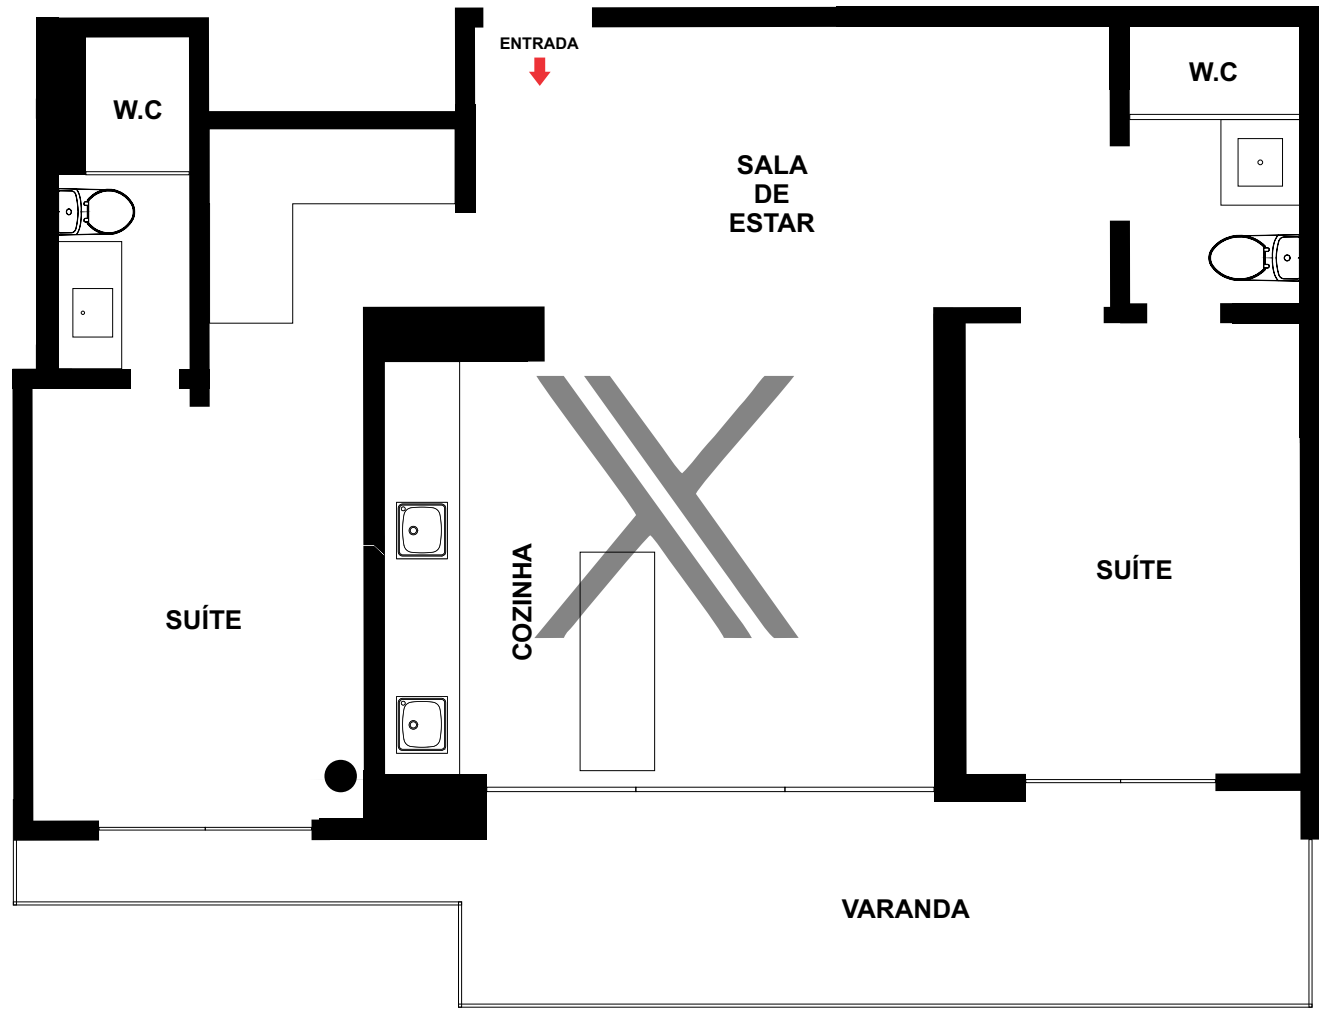 ENTRADA
W.C
W.C
SALA
DE
ESTAR
COZINHA
SUÍTE
SUÍTE
VARANDA